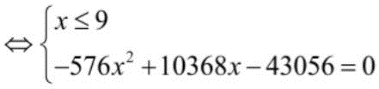 ⇔ { x ≤ 9
−576x² + 10368x − 43056 = 0